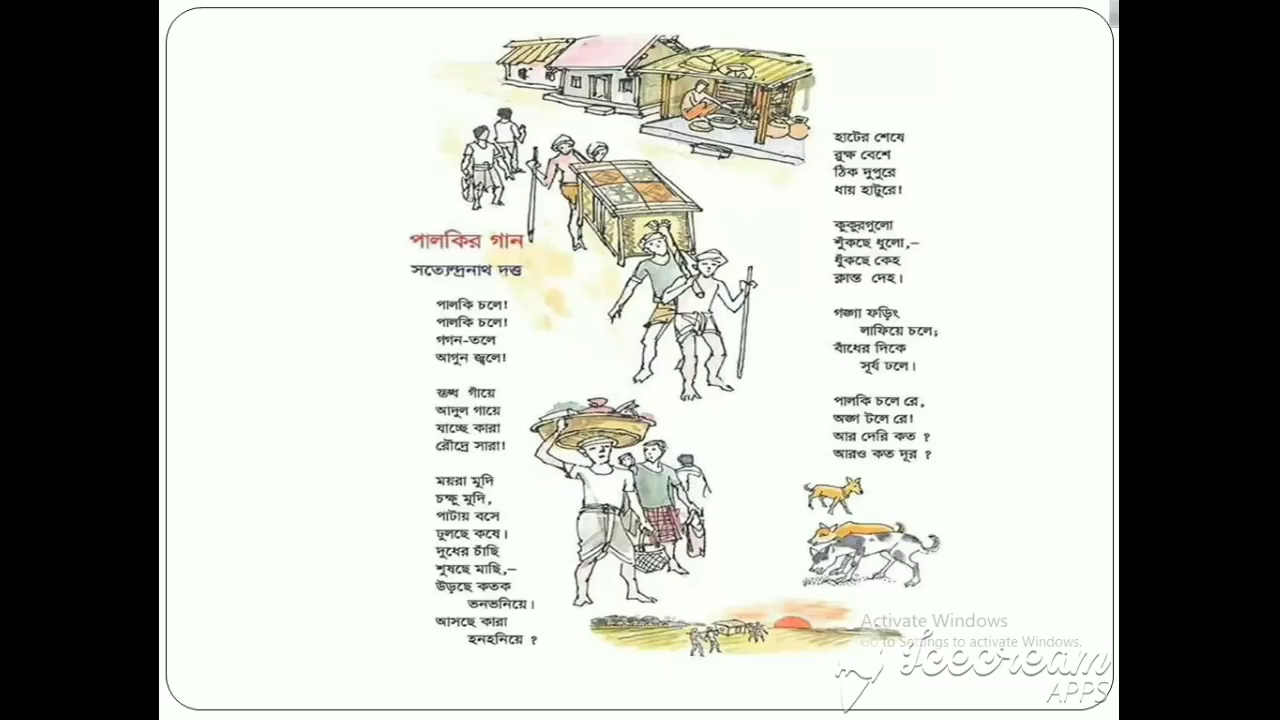 পালকির গান
সত্যেন্দ্রনাথ দত্ত
পালকি চলে!
পালকি চলে!
গগন-তলে
আগুন জ্বলে!
স্তব্ধ গাঁয়ে
আদুল গায়ে
যাচ্ছে কারা
রৌদ্রে সারা!
ময়রা মুদি
চক্ষু মুদি,
পাটায় বসে
ঢুলছে কষে।
দুধের চাঁছি
শুষছে মাছি,–
উড়ছে কতক
ভনভনিয়ে।
আসছে কারা
হনহনিয়ে ?
হাটের শেষে
রুক্ষ বেশে
ঠিক দুপুরে
ধায় হাটুরে!
কুকুরগুলো
শুঁকছে ধুলো,–
ধুঁকছে কেহ
ক্লান্ত দেহ।
গঙ্গা ফড়িং
লাফিয়ে চলে;
বাঁধের দিকে
সূর্য ঢলে।
পালকি চলে রে,
অঙ্গ টলে রে!
আর দেরি কত ?
আরও কত দূর ?
Activate Windows
Go to Settings to activate Windows.
Icecream
APPS